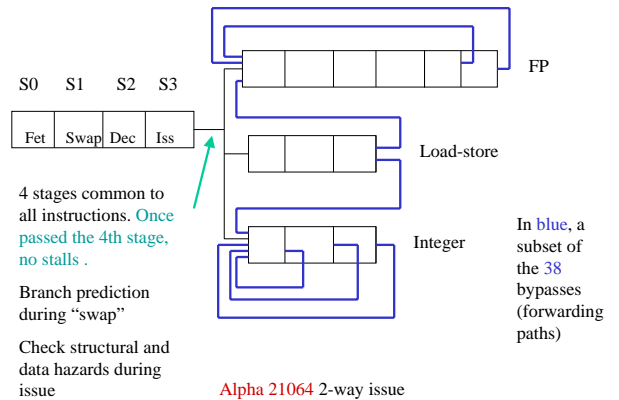 FP
S0 S1 S2 S3
Fet Swap Dec Iss
Load-store
4 stages common to
all instructions. Once
passed the 4th stage,
no stalls .
Branch prediction
during “swap”
Check structural and
data hazards during
issue
Integer
In blue, a
subset of
the 38
bypasses
(forwarding
paths)
Alpha 21064 2-way issue